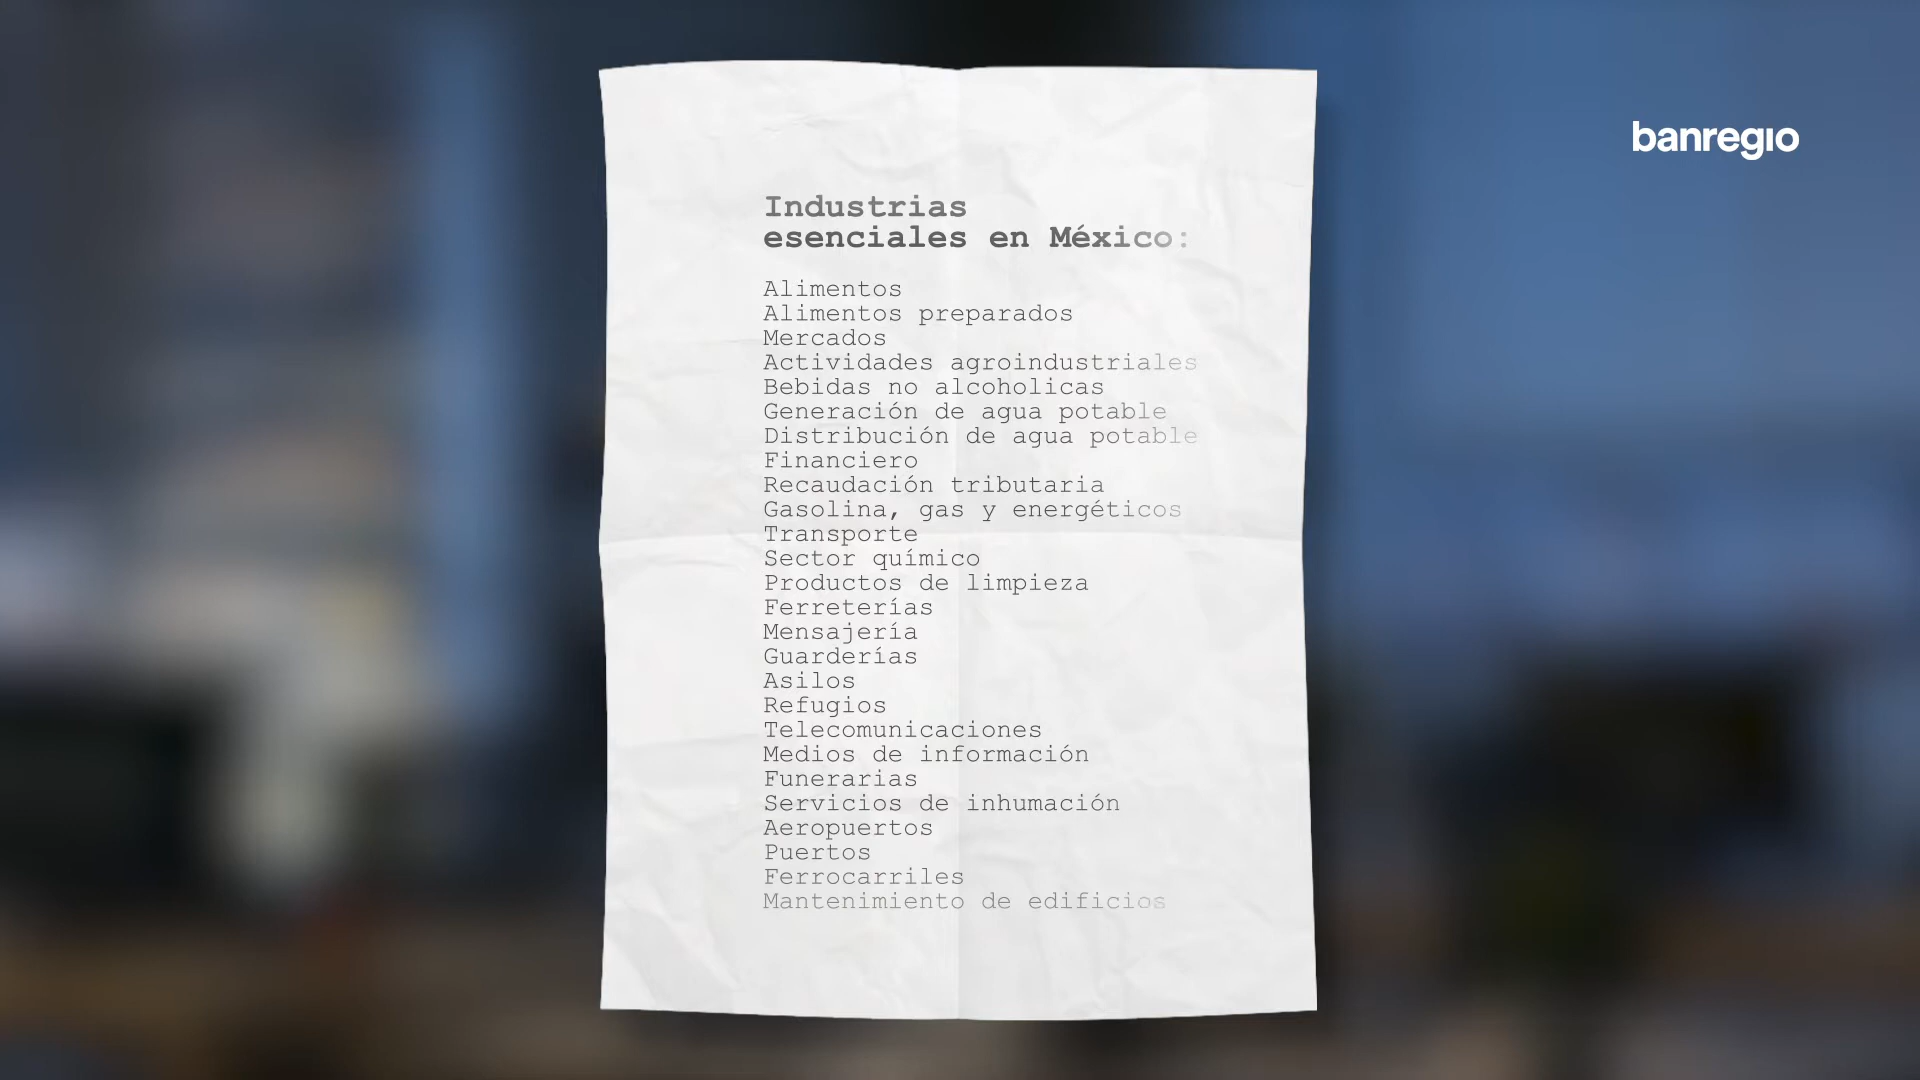 banregio
Industrias
esenciales en México:
Alimentos
Alimentos preparados
Mercados
Actividades agroindustriales
Bebidas no alcoholicas
Generación de agua potable
Distribución de agua potable
Financiero
Recaudación tributaria
Gasolina, gas y energéticos
Transporte
Sector químico
Productos de limpieza
Ferreterías
Mensajería
Guarderías
Asilos
Refugios
Telecomunicaciones
Medios de información
Funerarias
Servicios de inhumación
Aeropuertos
Puertos
Ferrocarriles
Mantenimiento de edificios